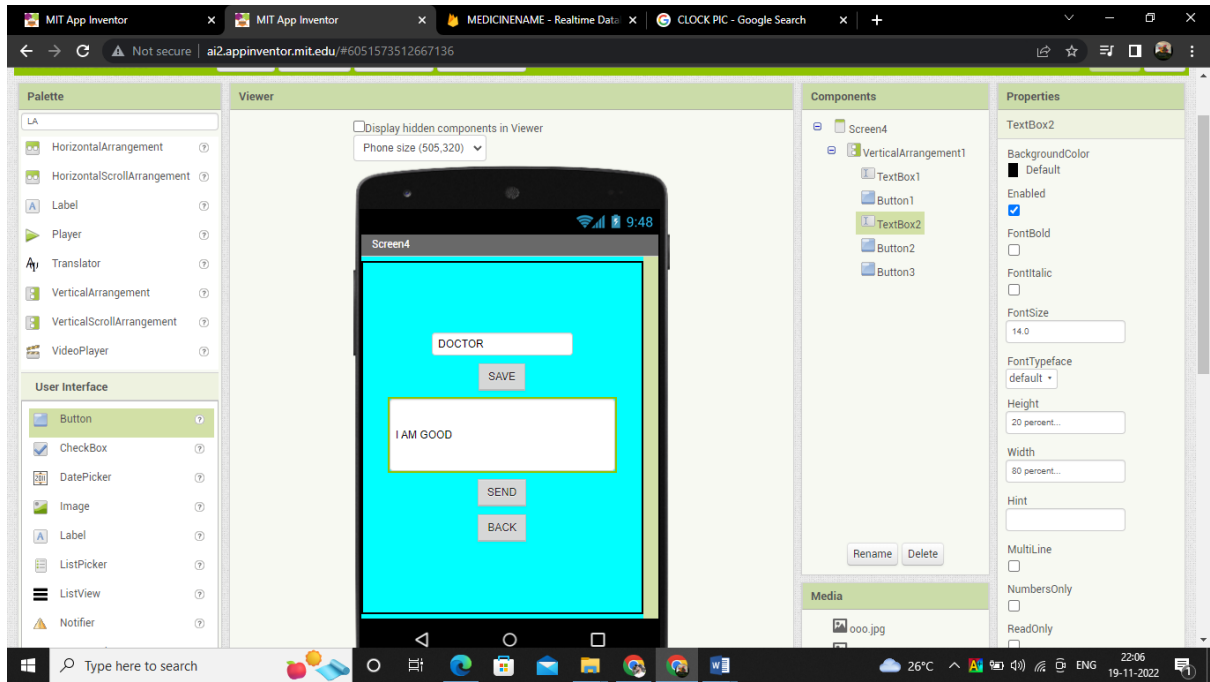 MIT App Inventor
MIT App Inventor
MEDICINENAME - Realtime Data
CLOCK PIC - Google Search
Not secure | ai2.appinventor.mit.edu/#6051573512667136
Palette
LA
HorizontalArrangement
HorizontalScrollArrangement
Label
Player
Translator
VerticalArrangement
VerticalScrollArrangement
VideoPlayer
User Interface
Button
CheckBox
DatePicker
Image
Label
ListPicker
ListView
Notifier
Viewer
Display hidden components in Viewer
Phone size (505,320)
9:48
Screen4
DOCTOR
SAVE
I AM GOOD
SEND
BACK
Components
Screen4
VerticalArrangement1
TextBox1
Button1
TextBox2
Button2
Button3
Rename Delete
Media
ooo.jpg
Properties
TextBox2
BackgroundColor
Default
Enabled
FontBold
FontItalic
FontSize
14.0
FontTypeface
default
Height
20 percent...
Width
80 percent...
Hint
MultiLine
NumbersOnly
ReadOnly
Type here to search
26°C
ENG
22:06
19-11-2022